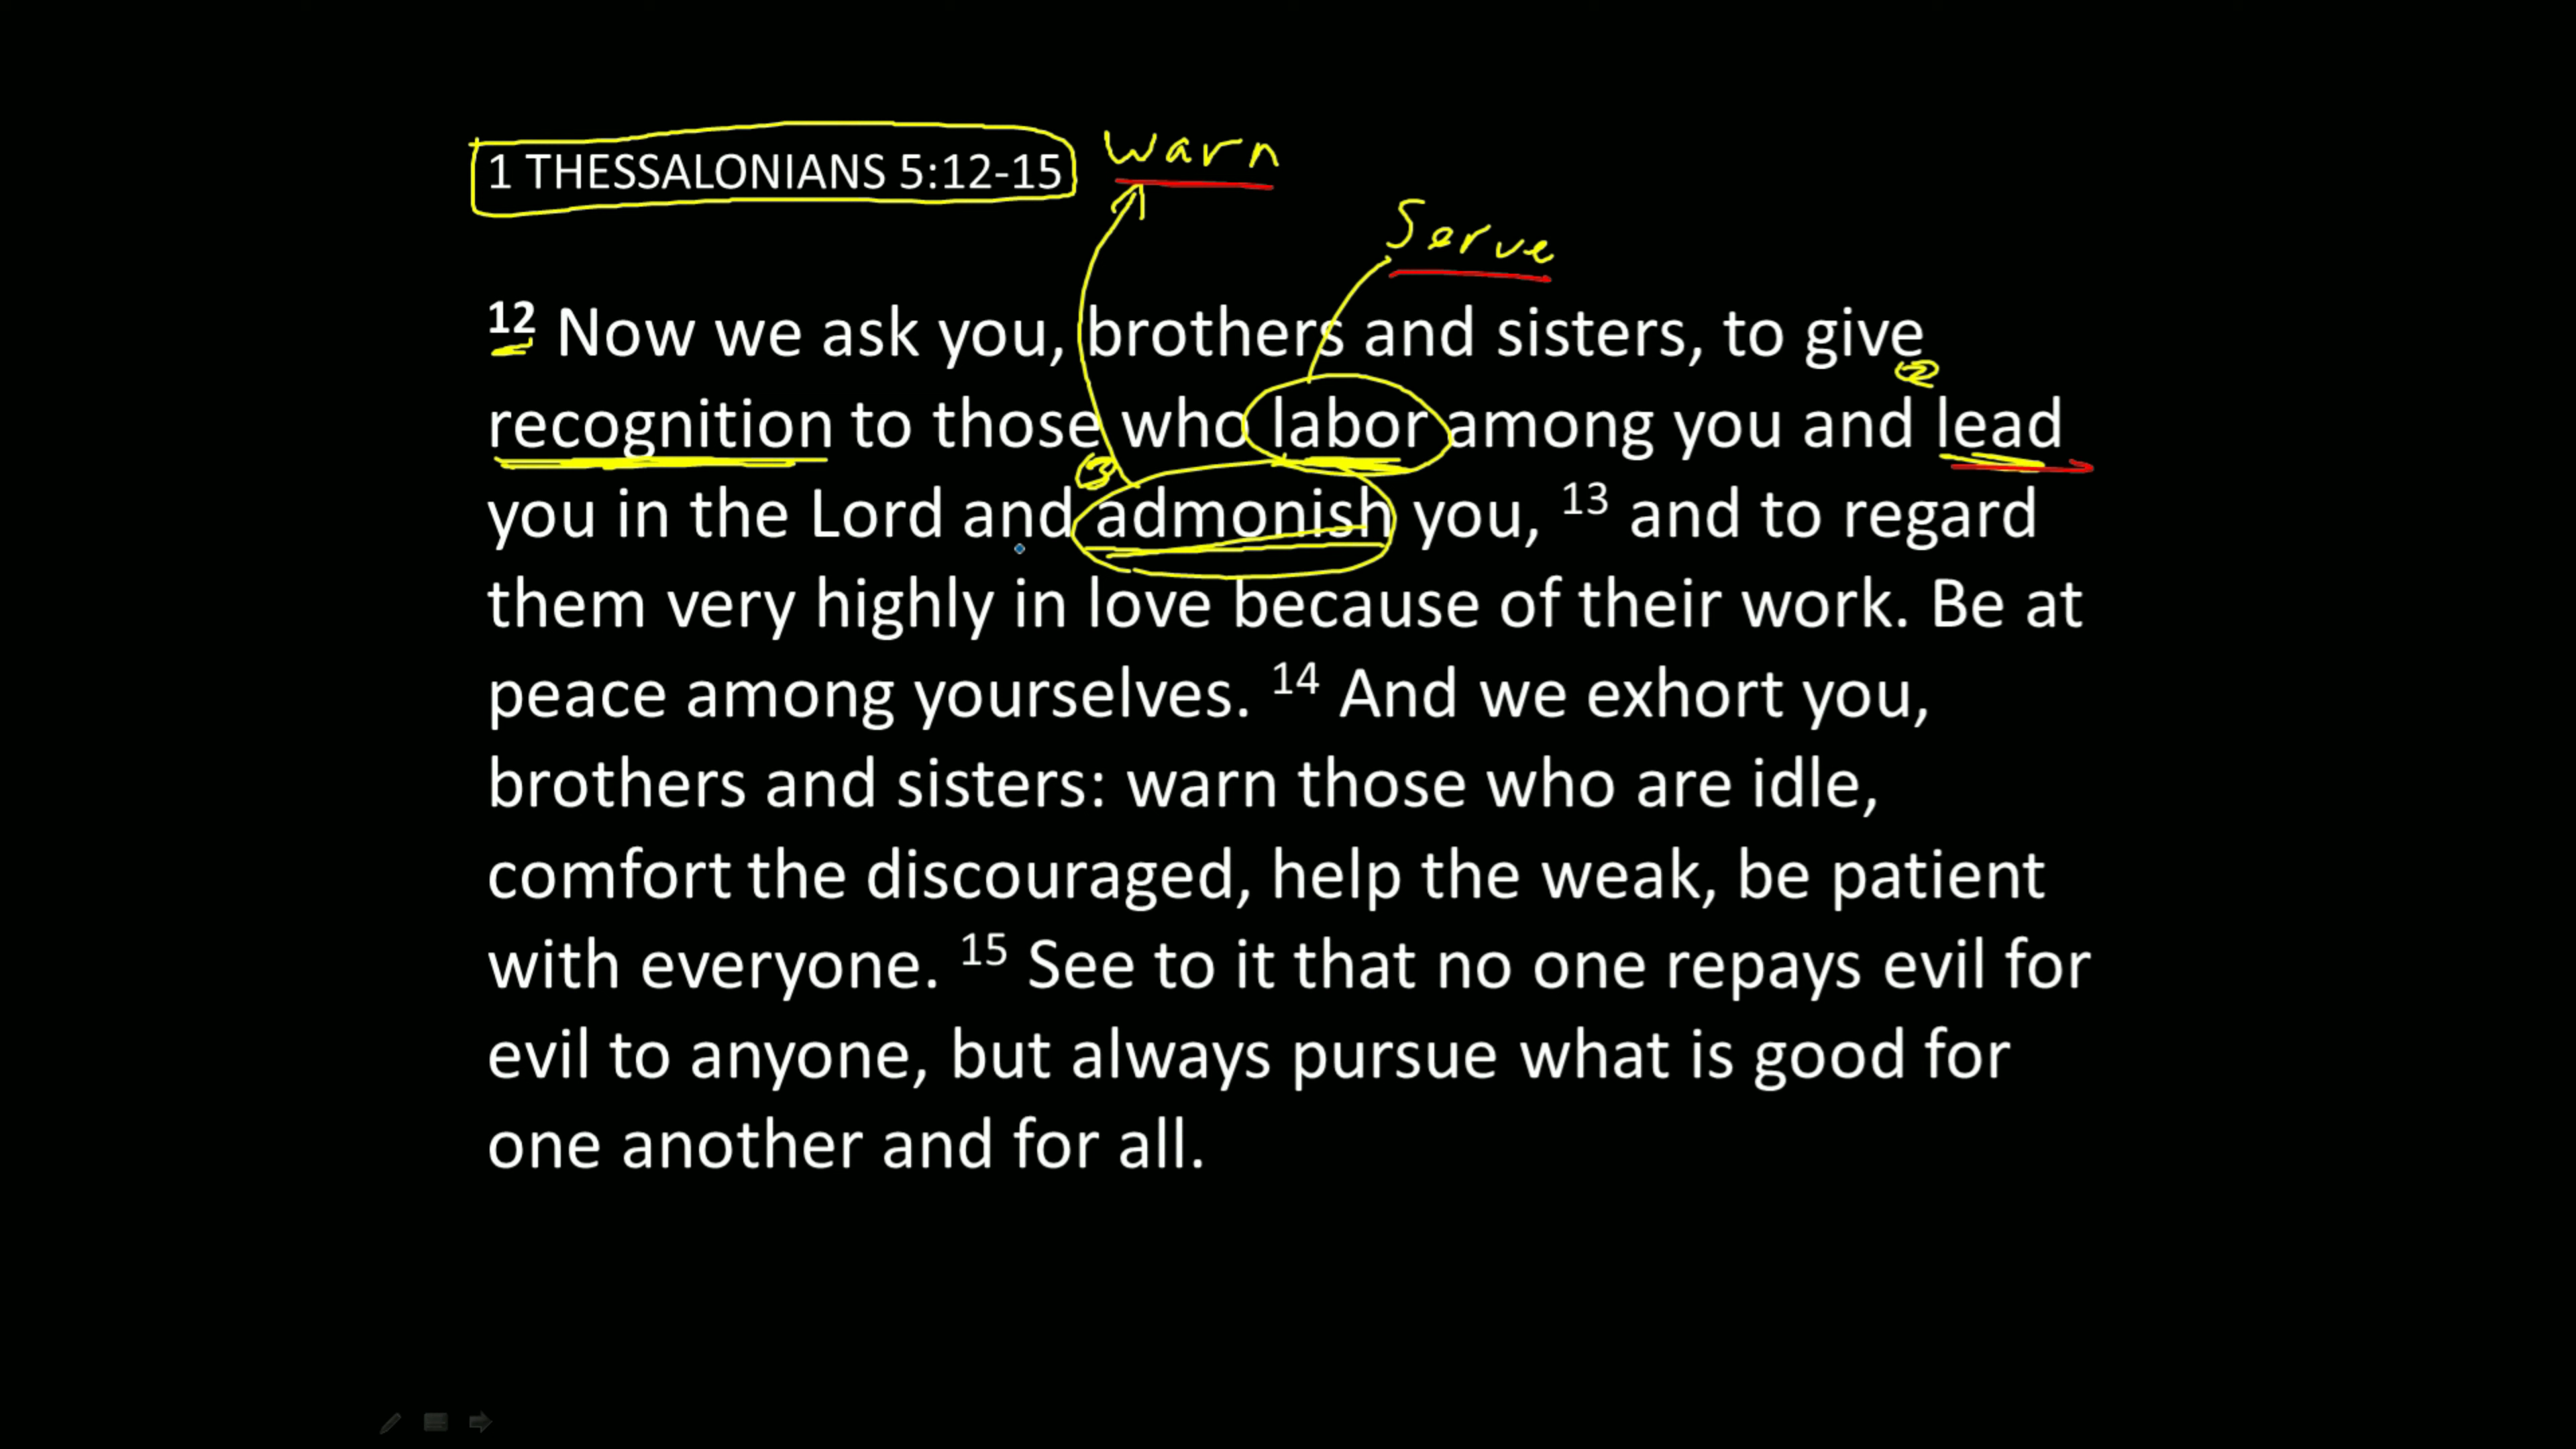 1 THESSALONIANS 5:12-15
warn
Serve
12 Now we ask you, brothers and sisters, to give
2
recognition to those who labor among you and lead
3
you in the Lord and admonish you, 13 and to regard
them very highly in love because of their work. Be at
peace among yourselves. 14 And we exhort you,
brothers and sisters: warn those who are idle,
comfort the discouraged, help the weak, be patient
with everyone. 15 See to it that no one repays evil for
evil to anyone, but always pursue what is good for
one another and for all.